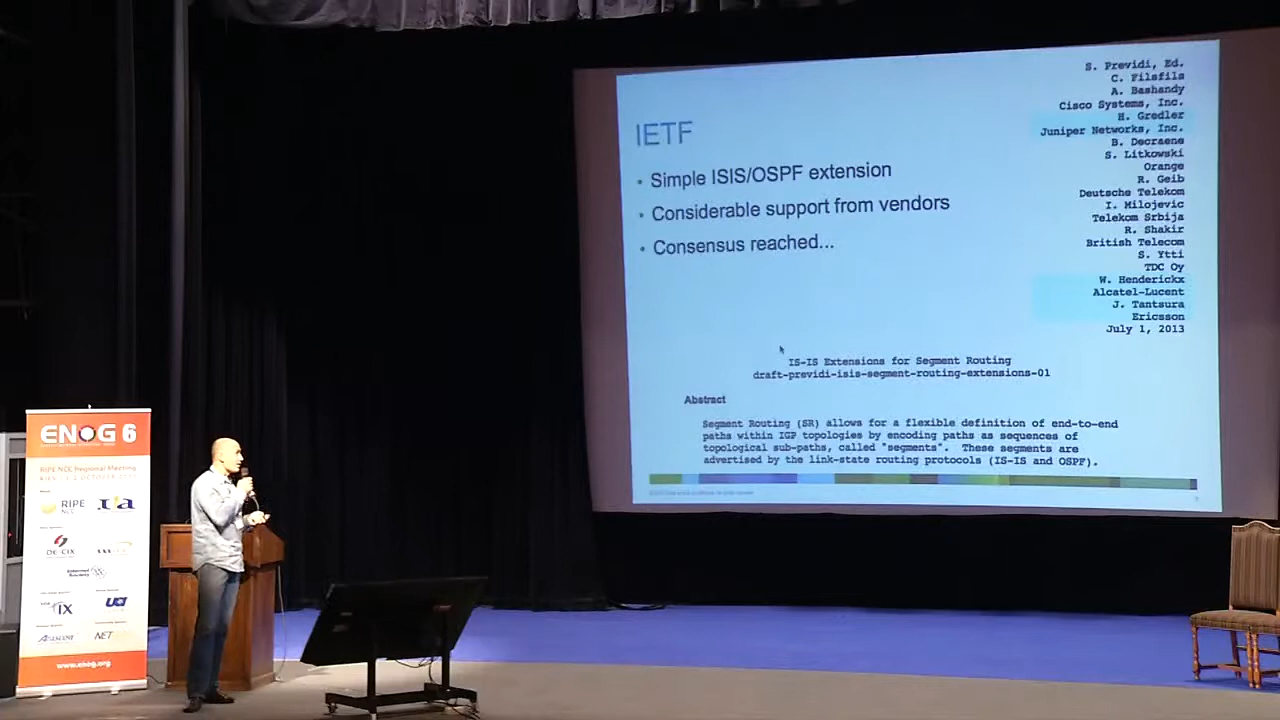 S. Previdi, Ed.
C. Filsfils
A. Bashandy
Cisco Systems, Inc.
H. Gredler
Juniper Networks, Inc.
B. Decraene
S. Litkowski
Orange
R. Geib
Deutsche Telekom
I. Milojevic
Telekom Srbija
R. Shakir
British Telecom
S. Ytti
TDC Oy
W. Henderickx
Alcatel-Lucent
J. Tantsura
Ericsson
July 1, 2013
IETF
• Simple ISIS/OSPF extension
• Considerable support from vendors
• Consensus reached...
IS-IS Extensions for Segment Routing
draft-previdi-isis-segment-routing-extensions-01
Abstract
Segment Routing (SR) allows for a flexible definition of end-to-end
paths within IGP topologies by encoding paths as sequences of
topological sub-paths, called "segments". These segments are
advertised by the link-state routing protocols (IS-IS and OSPF).
ENOG 6
RIPE NCC Regional Meeting
RIPE
NCC
DE-CIX
IX
NET
www.enog.org